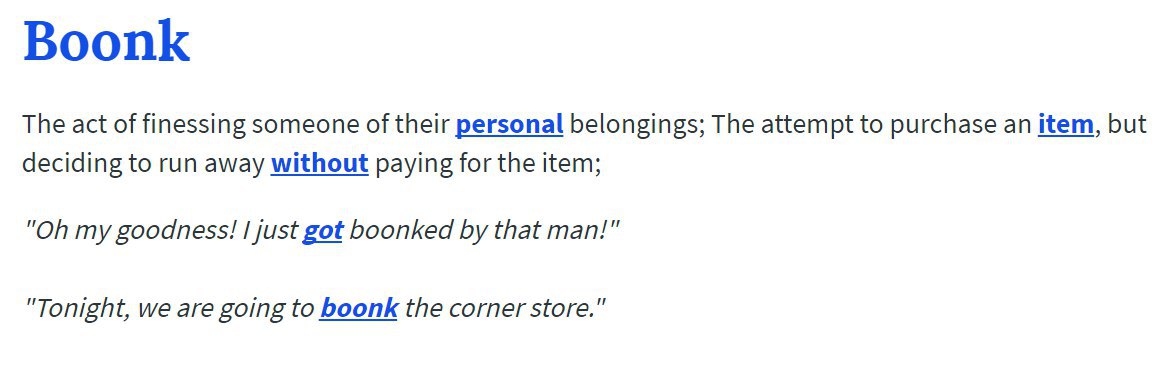 Boonk
The act of finessing someone of their personal belongings; The attempt to purchase an item, but
deciding to run away without paying for the item;
"Oh my goodness! I just got boonked by that man!"
"Tonight, we are going to boonk the corner store."